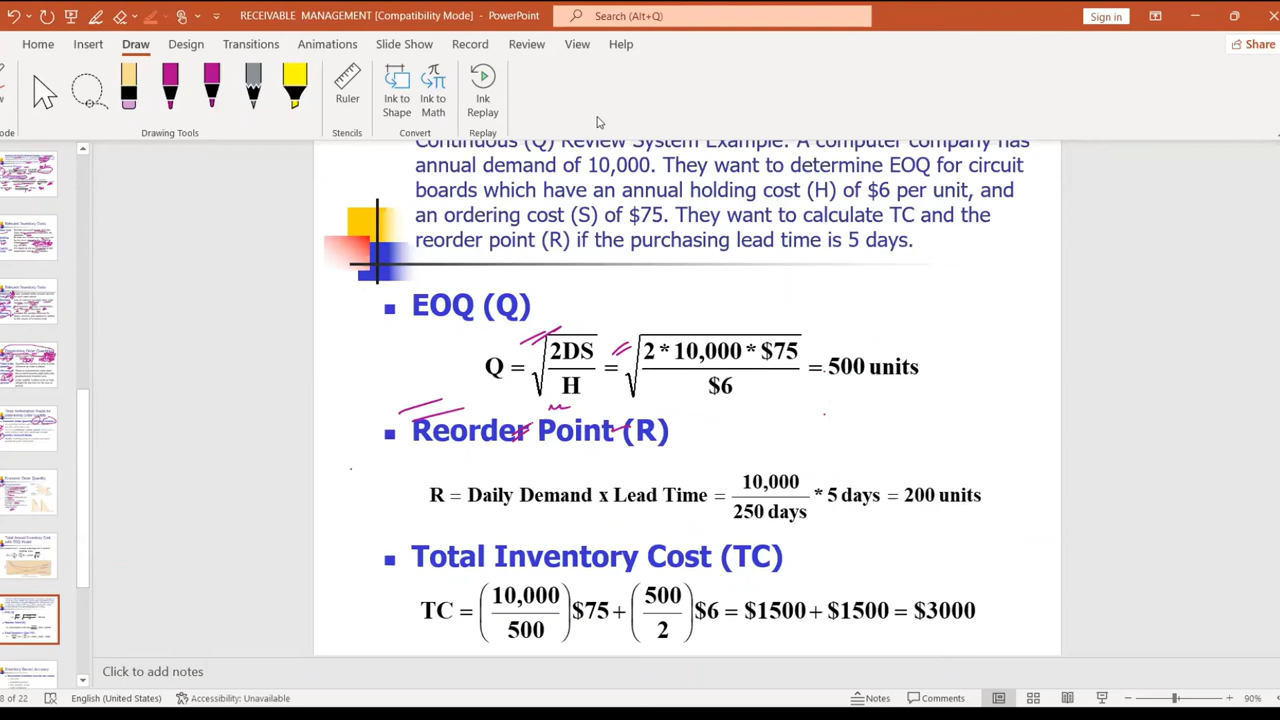 RECEIVABLE MANAGEMENT [Compatibility Mode] - PowerPoint
Search (Alt+Q)
Sign in
Home Insert Draw Design Transitions Animations Slide Show Record Review View Help
Share
Ruler
Ink to Shape
Ink to Math
Ink Replay
Drawing Tools
Stencils
Convert
Replay
Continuous (Q) Review System Example: A computer company has
annual demand of 10,000. They want to determine EOQ for circuit
boards which have an annual holding cost (H) of $6 per unit, and
an ordering cost (S) of $75. They want to calculate TC and the
reorder point (R) if the purchasing lead time is 5 days.
EOQ (Q)
Q = √(2DS / H) = √(2 * 10,000 * $75 / $6) = 500 units
Reorder Point (R)
R = Daily Demand x Lead Time = 10,000 / 250 days * 5 days = 200 units
Total Inventory Cost (TC)
TC = (10,000 / 500) $75 + (500 / 2) $6 = $1500 + $1500 = $3000
Click to add notes
8 of 22
English (United States)
Accessibility: Unavailable
Notes
Comments
90%